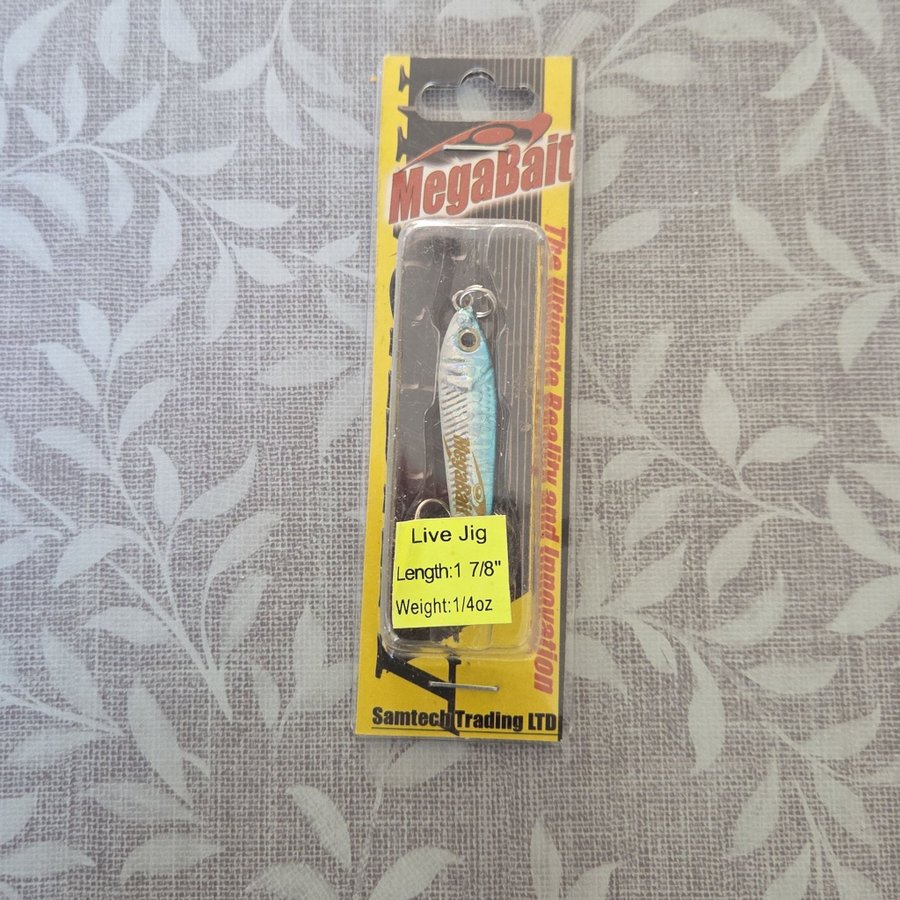 MegaBait
The Ultimate Reality and Innovation
MegaBait
Live Jig
Length:1 7/8"
Weight:1/4oz
Samtech Trading LTD